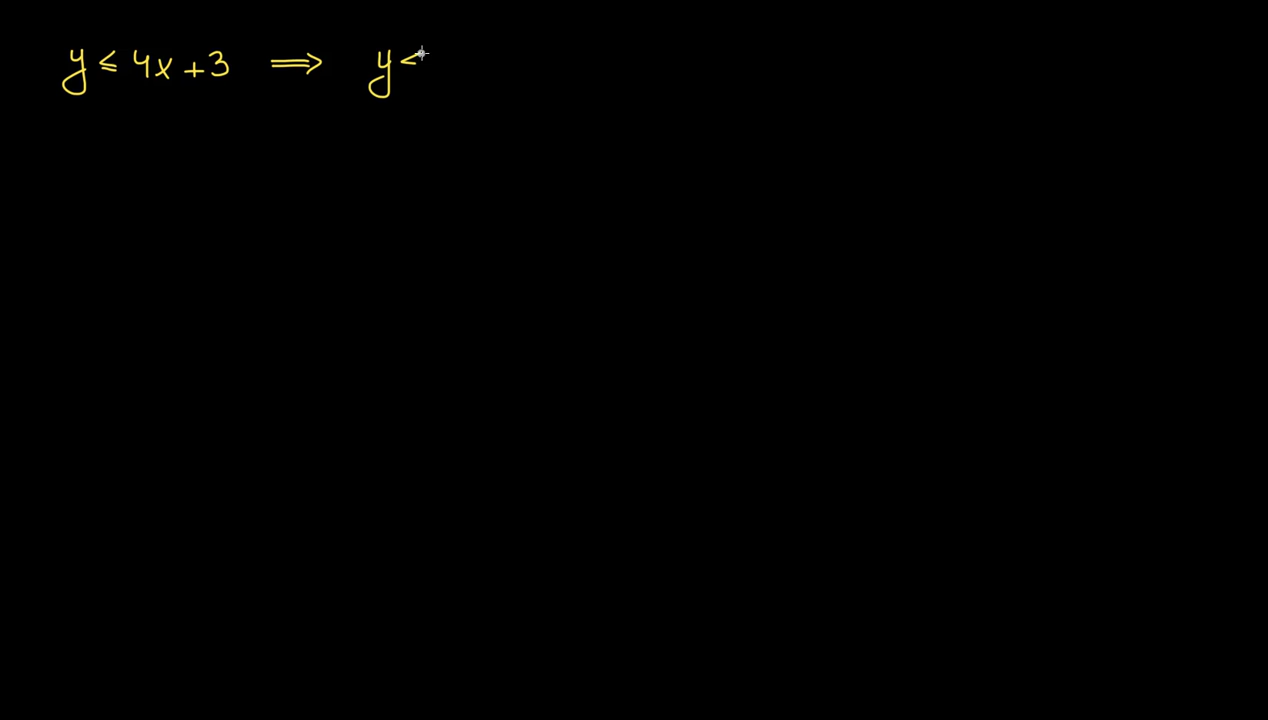 y ≤ 4x + 3 ⟹ y <